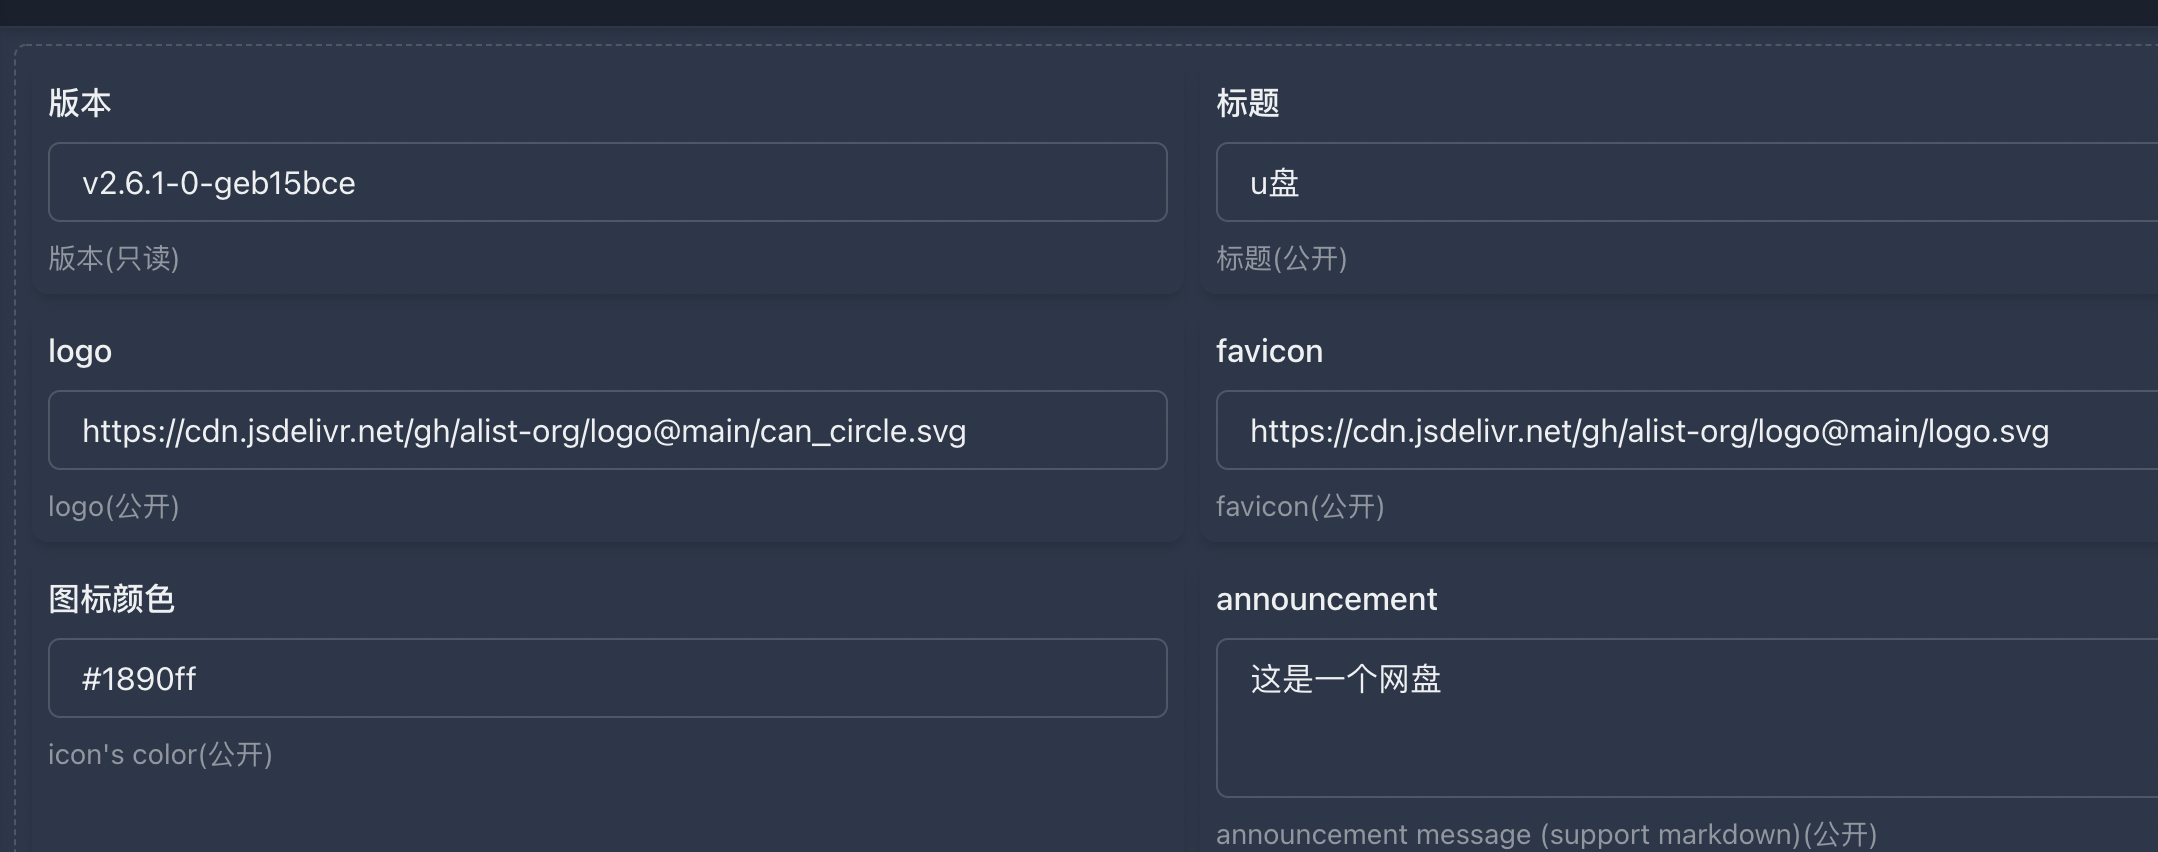 版本
v2.6.1-0-geb15bce
版本(只读)
标题
u盘
标题(公开)
logo
https://cdn.jsdelivr.net/gh/alist-org/logo@main/can_circle.svg
logo(公开)
favicon
https://cdn.jsdelivr.net/gh/alist-org/logo@main/logo.svg
favicon(公开)
图标颜色
#1890ff
icon's color(公开)
announcement
这是一个网盘
announcement message (support markdown)(公开)